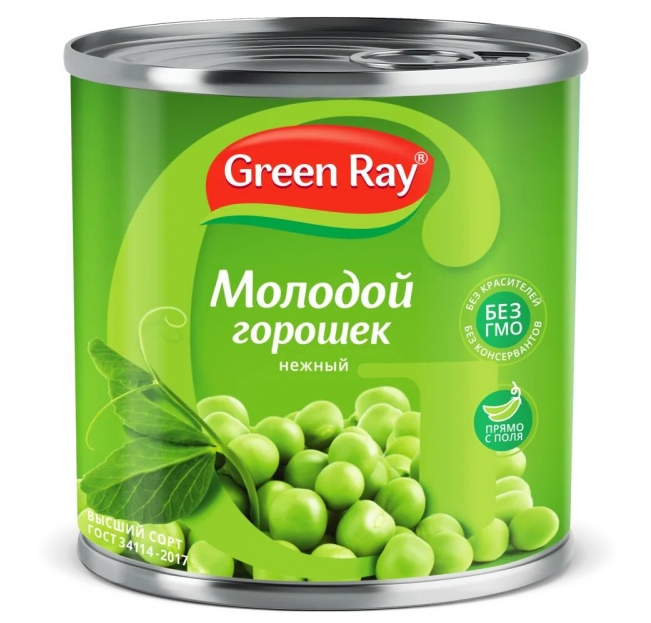 Green Ray®
Молодой
горошек
нежный
БЕЗ КРАСИТЕЛЕЙ
БЕЗ
ГМО
БЕЗ КОНСЕРВАНТОВ
ПРЯМО
С ПОЛЯ
ВЫСШИЙ СОРТ
ГОСТ 34114-2017